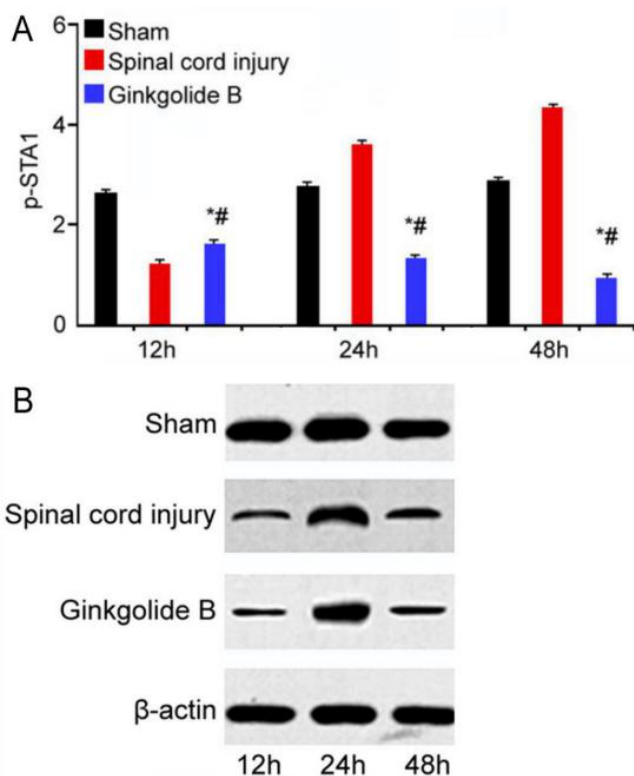 A
6
4
2
0
p-STA1
Sham
Spinal cord injury
Ginkgolide B
*#
*#
*#
12h 24h 48h
B
Sham
Spinal cord injury
Ginkgolide B
β-actin
12h 24h 48h